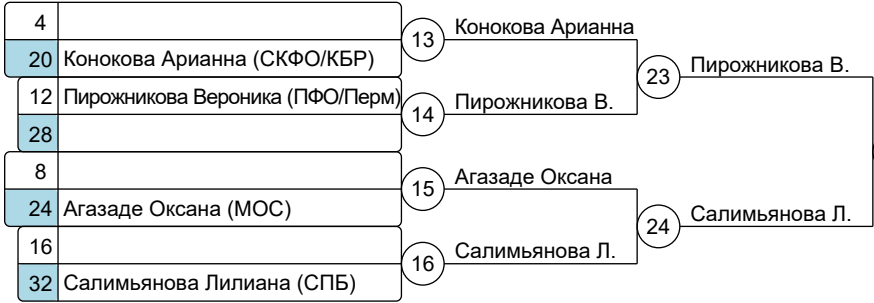 4
13
Конокова Арианна
20 Конокова Арианна (СКФО/КБР)
23
Пирожникова В.
12 Пирожникова Вероника (ПФО/Перм)
14
Пирожникова В.
28
8
15
Агазаде Оксана
24 Агазаде Оксана (МОС)
24
Салимьянова Л.
16
16
Салимьянова Л.
32 Салимьянова Лилиана (СПБ)